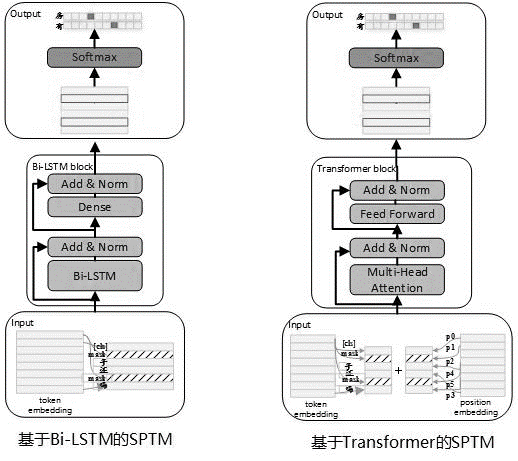 Output
Softmax
Bi-LSTM block
Add & Norm
Dense
Add & Norm
Bi-LSTM
Input
[cls]
mask
mask
token
embedding
基于Bi-LSTM的SPTM
Output
Softmax
Transformer block
Add & Norm
Feed Forward
Add & Norm
Multi-Head
Attention
Input
[cls]
mask
mask
+
p0
p1
p2
p4
p5
p3
token
embedding
position
embedding
基于Transformer的SPTM